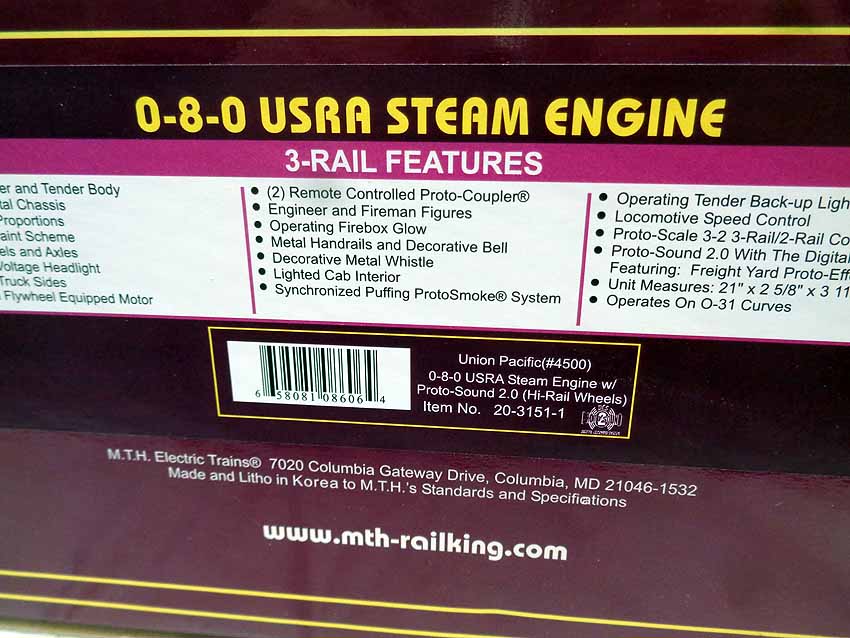 0-8-0 USRA STEAM ENGINE
3-RAIL FEATURES
er and Tender Body
tal Chassis
Proportions
aint Scheme
els and Axles
Voltage Headlight
Truck Sides
Flywheel Equipped Motor
• (2) Remote Controlled Proto-Coupler®
• Engineer and Fireman Figures
• Operating Firebox Glow
• Metal Handrails and Decorative Bell
• Decorative Metal Whistle
• Lighted Cab Interior
• Synchronized Puffing ProtoSmoke® System
• Operating Tender Back-up Ligh
• Locomotive Speed Control
• Proto-Scale 3-2 3-Rail/2-Rail Co
• Proto-Sound 2.0 With The Digital
Featuring: Freight Yard Proto-Eff
• Unit Measures: 21" x 2 5/8" x 3 11
• Operates On O-31 Curves
6 58081 08606 4
Union Pacific(#4500)
0-8-0 USRA Steam Engine w/
Proto-Sound 2.0 (Hi-Rail Wheels)
Item No. 20-3151-1
2
M.T.H. Electric Trains® 7020 Columbia Gateway Drive, Columbia, MD 21046-1532
Made and Litho in Korea to M.T.H.'s Standards and Specifications
www.mth-railking.com